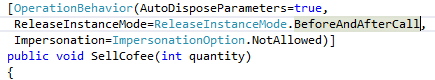 [OperationBehavior(AutoDisposeParameters=true,
ReleaseInstanceMode=ReleaseInstanceMode.BeforeAndAfterCall,
Impersonation=ImpersonationOption.NotAllowed)]
public void SellCofee(int quantity)
{